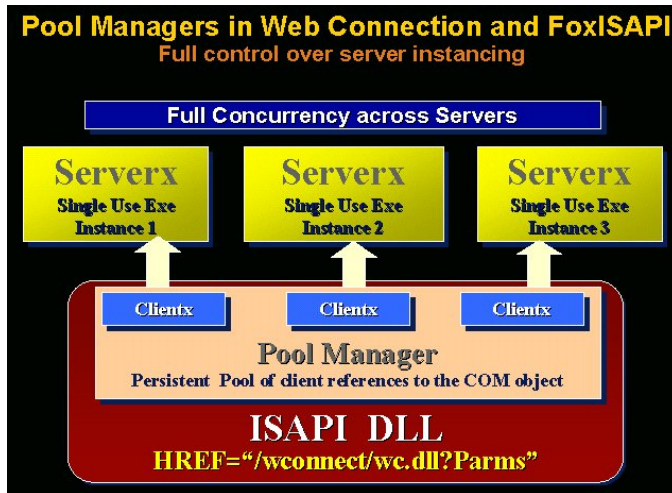 Pool Managers in Web Connection and FoxISAPI
Full control over server instancing
Full Concurrency across Servers
Serverx
Single Use Exe
Instance 1
Serverx
Single Use Exe
Instance 2
Serverx
Single Use Exe
Instance 3
Clientx
Clientx
Clientx
Pool Manager
Persistent Pool of client references to the COM object
ISAPI DLL
HREF=“/wconnect/wc.dll?Parms”